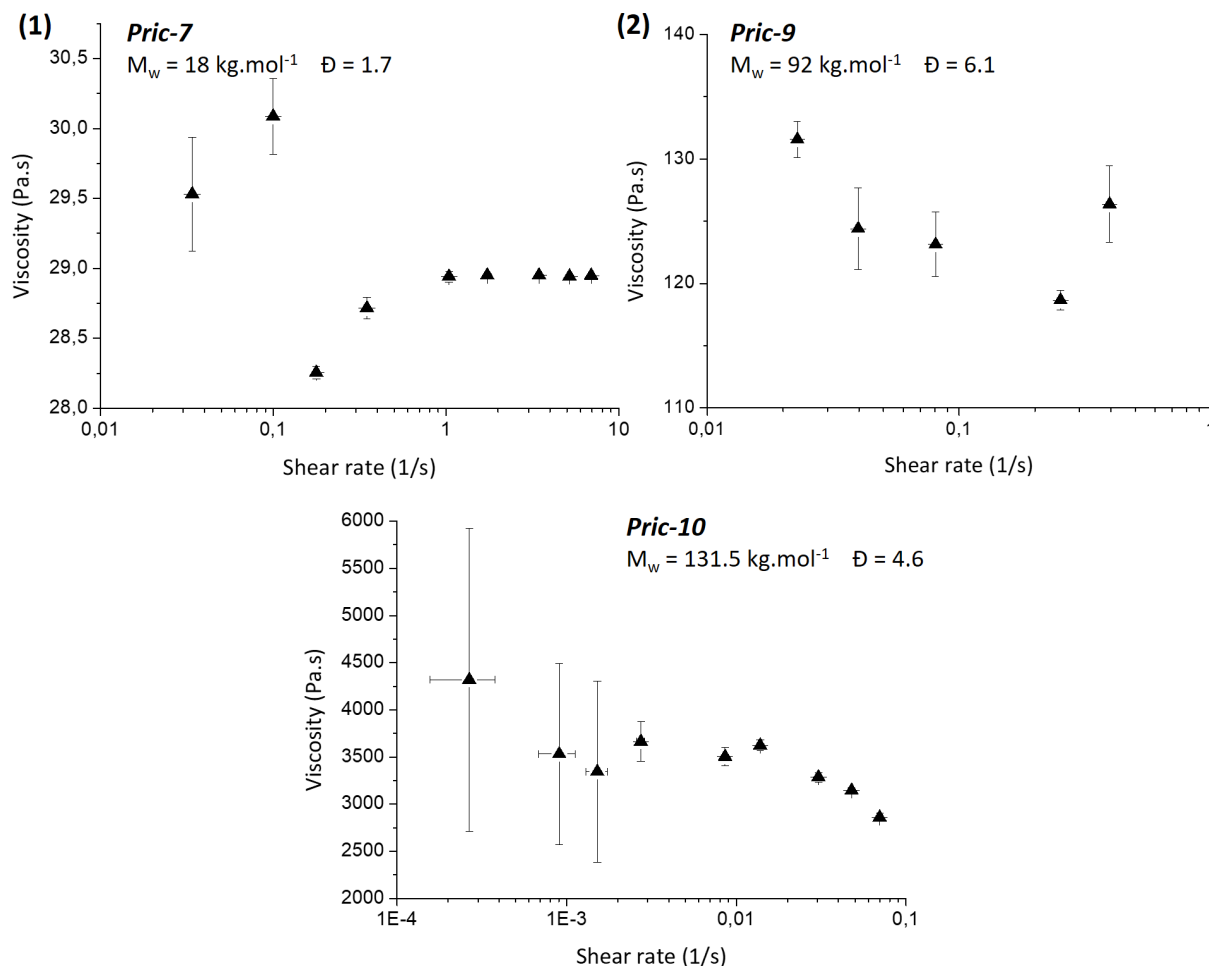 (1)
Pric-7
Mw = 18 kg.mol-1 Đ = 1.7
30,5
30,0
29,5
29,0
28,5
28,0
Viscosity (Pa.s)
0,01
0,1
1
10
Shear rate (1/s)
(2)
Pric-9
Mw = 92 kg.mol-1 Đ = 6.1
140
130
120
110
Viscosity (Pa.s)
0,01
0,1
1
Shear rate (1/s)
Pric-10
Mw = 131.5 kg.mol-1 Đ = 4.6
6000
5500
5000
4500
4000
3500
3000
2500
2000
Viscosity (Pa.s)
1E-4
1E-3
0,01
0,1
Shear rate (1/s)